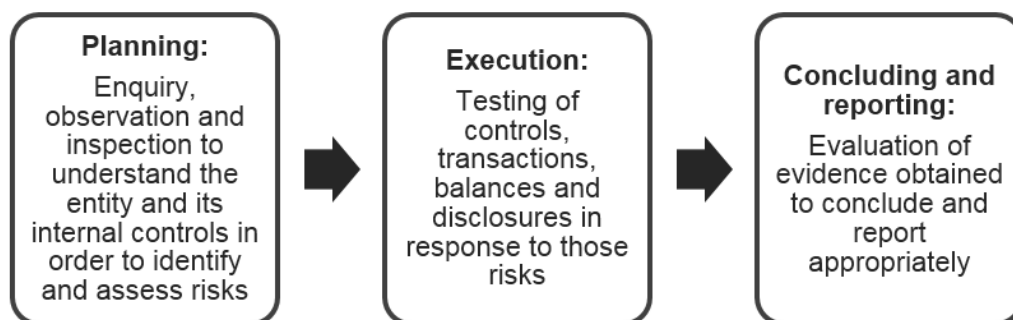 Planning:
Enquiry,
observation and
inspection to
understand the
entity and its
internal controls in
order to identify
and assess risks
Execution:
Testing of
controls,
transactions,
balances and
disclosures in
response to those
risks
Concluding and
reporting:
Evaluation of
evidence obtained
to conclude and
report
appropriately